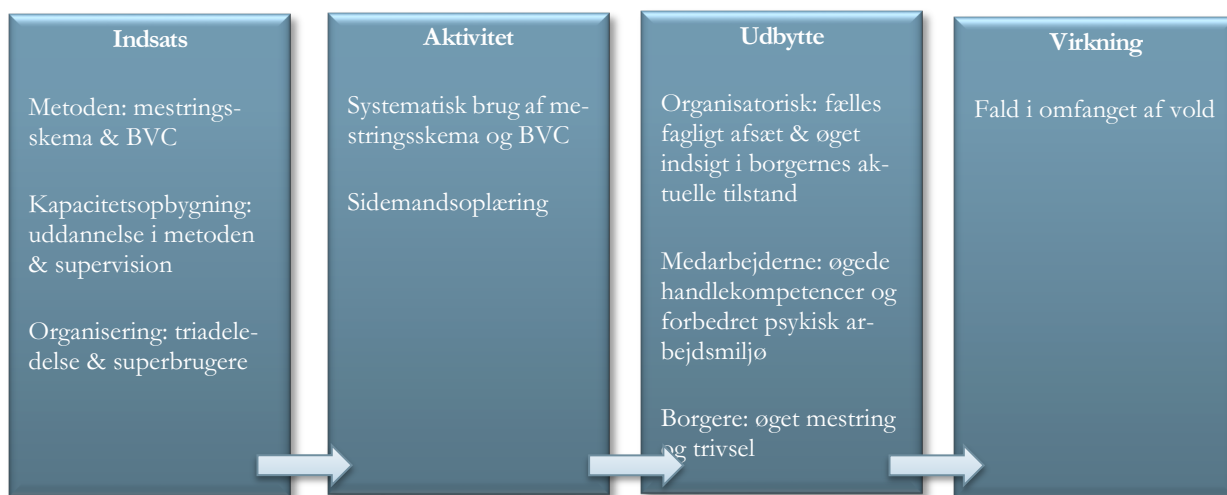 Indsats
Metoden: mestrings-
skema & BVC
Kapacitetsopbygning:
uddannelse i metoden
& supervision
Organisering: triadele-
delse & superbrugere
Aktivitet
Systematisk brug af me-
stringsskema og BVC
Sidemandsoplæring
Udbytte
Organisatorisk: fælles
fagligt afsæt & øget
indsigt i borgernes ak-
tuelle tilstand
Medarbejderne: øgede
handlekompetencer og
forbedret psykisk ar-
bejdsmiljø
Borgere: øget mestring
og trivsel
Virkning
Fald i omfanget af vold